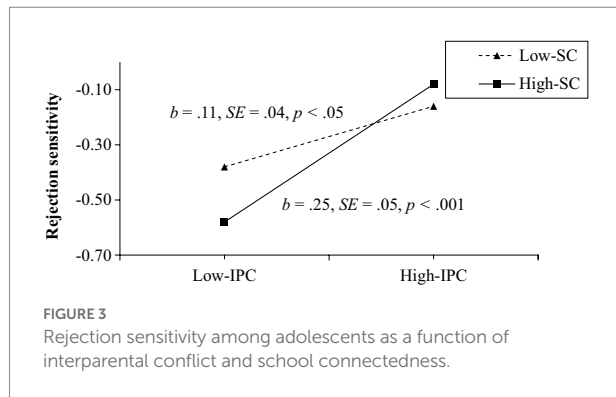 Low-SC
High-SC
-0.10
b = .11, SE = .04, p < .05
-0.30
Rejection sensitivity
-0.50
b = .25, SE = .05, p < .001
-0.70
Low-IPC
High-IPC
FIGURE 3
Rejection sensitivity among adolescents as a function of
interparental conflict and school connectedness.